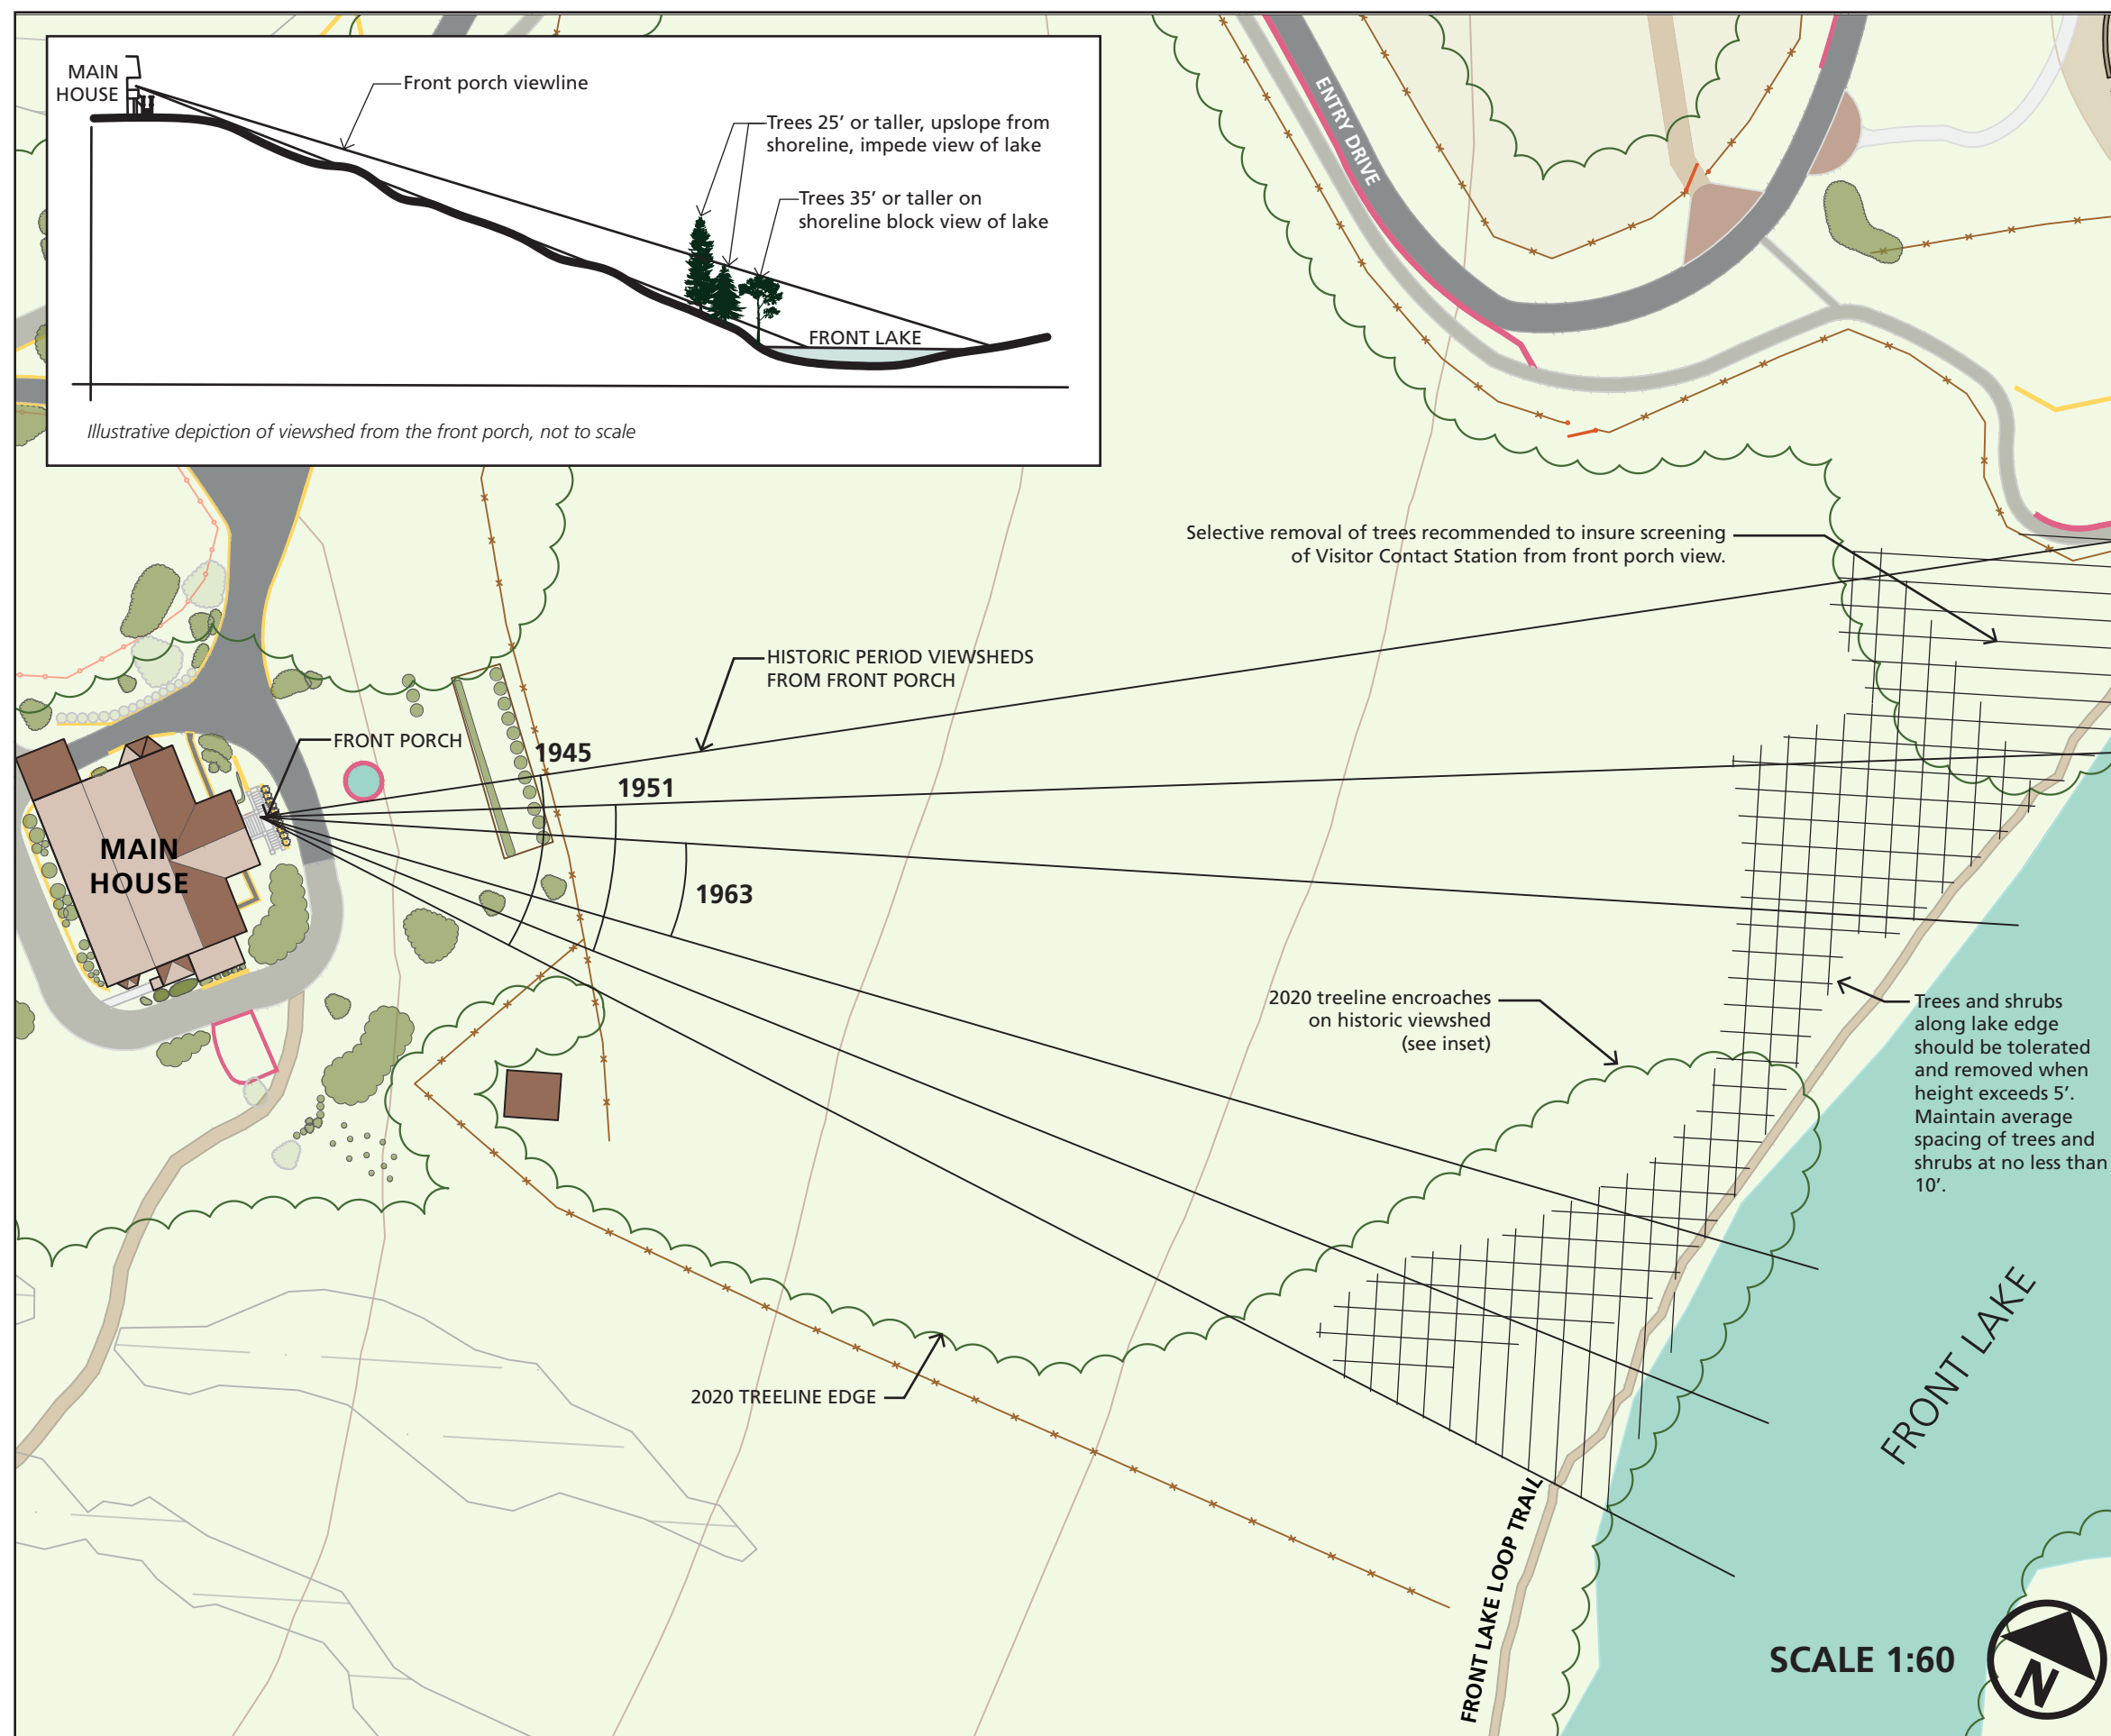 MAIN
HOUSE
Front porch viewline
Trees 25’ or taller, upslope from
shoreline, impede view of lake
Trees 35’ or taller on
shoreline block view of lake
FRONT LAKE
Illustrative depiction of viewshed from the front porch, not to scale
ENTRY DRIVE
Selective removal of trees recommended to insure screening
of Visitor Contact Station from front porch view.
HISTORIC PERIOD VIEWSHEDS
FROM FRONT PORCH
FRONT PORCH
1945
1951
1963
MAIN
HOUSE
2020 treeline encroaches
on historic viewshed
(see inset)
Trees and shrubs
along lake edge
should be tolerated
and removed when
height exceeds 5’.
Maintain average
spacing of trees and
shrubs at no less than
10’.
2020 TREELINE EDGE
FRONT LAKE
FRONT LAKE LOOP TRAIL
SCALE 1:60
N